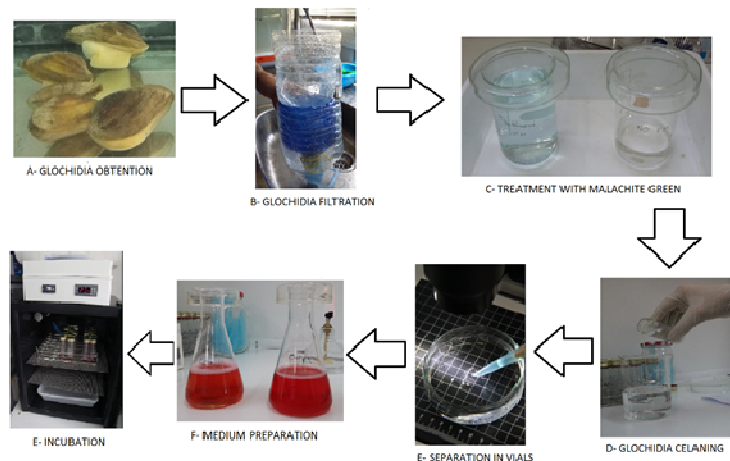 A- GLOCHIDIA OBTENTION
B- GLOCHIDIA FILTRATION
C- TREATMENT WITH MALACHITE GREEN
D- GLOCHIDIA CELANING
E- SEPARATION IN VIALS
F- MEDIUM PREPARATION
E- INCUBATION